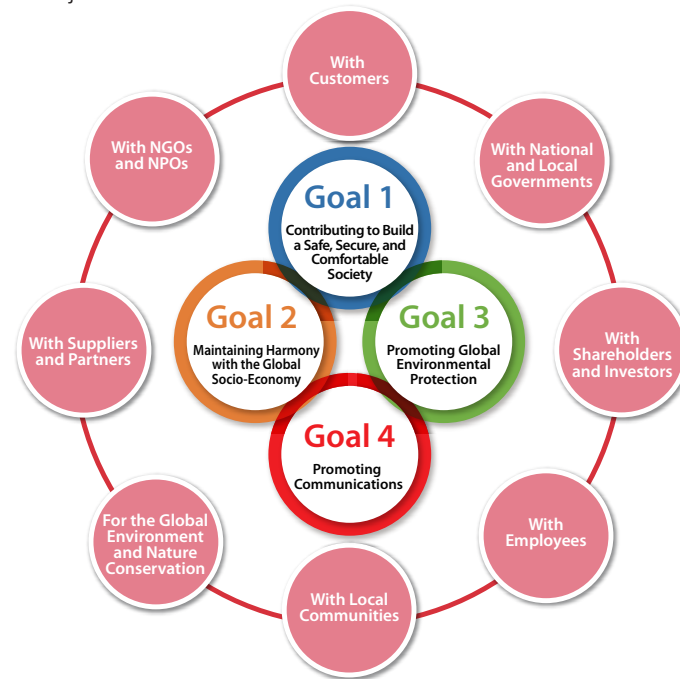 With
Customers
With National
and Local
Governments
With
Shareholders
and Investors
With
Employees
With Local
Communities
For the Global
Environment
and Nature
Conservation
With Suppliers
and Partners
With NGOs
and NPOs
Goal 1
Contributing to Build
a Safe, Secure, and
Comfortable
Society
Goal 2
Maintaining Harmony
with the Global
Socio-Economy
Goal 3
Promoting Global
Environmental
Protection
Goal 4
Promoting
Communications